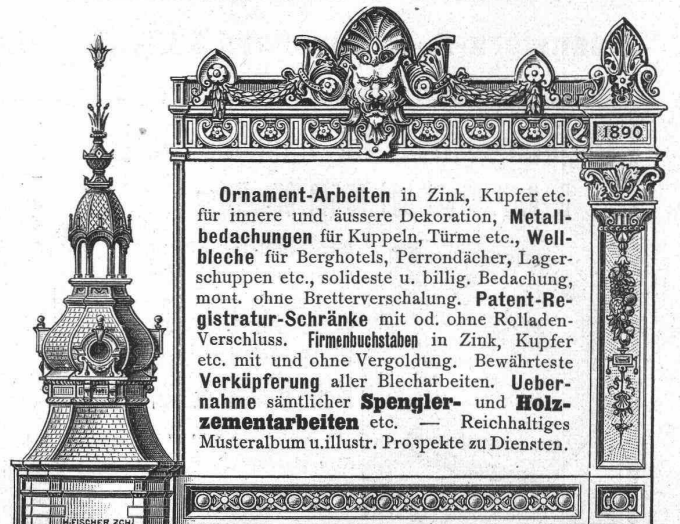 1890
Ornament-Arbeiten in Zink, Kupfer etc.
für innere und äussere Dekoration, Metall-
bedachungen für Kuppeln, Türme etc., Well-
bleche für Berghotels, Perrondächer, Lager-
schuppen etc., solideste u. billig. Bedachung,
mont. ohne Bretterverschalung. Patent-Re-
gistratur-Schränke mit od. ohne Rolladen-
Verschluss. Firmenbuchstaben in Zink, Kupfer
etc. mit und ohne Vergoldung. Bewährteste
Verküpferung aller Blecharbeiten. Ueber-
nahme sämtlicher Spengler- und Holz-
zementarbeiten etc. — Reichhaltiges
Musteralbum u. illustr. Prospekte zu Diensten.
H. FISCHER ZCH.